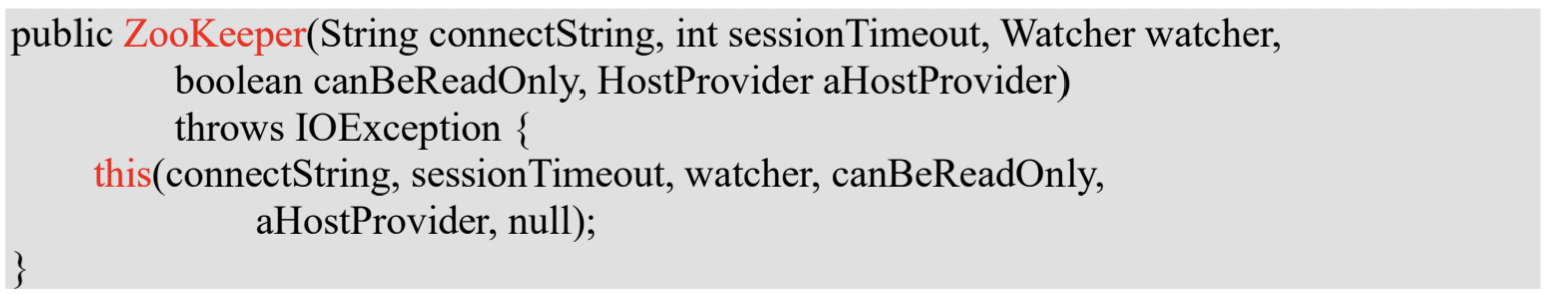 public ZooKeeper(String connectString, int sessionTimeout, Watcher watcher,
boolean canBeReadOnly, HostProvider aHostProvider)
throws IOException {
this(connectString, sessionTimeout, watcher, canBeReadOnly,
aHostProvider, null);
}